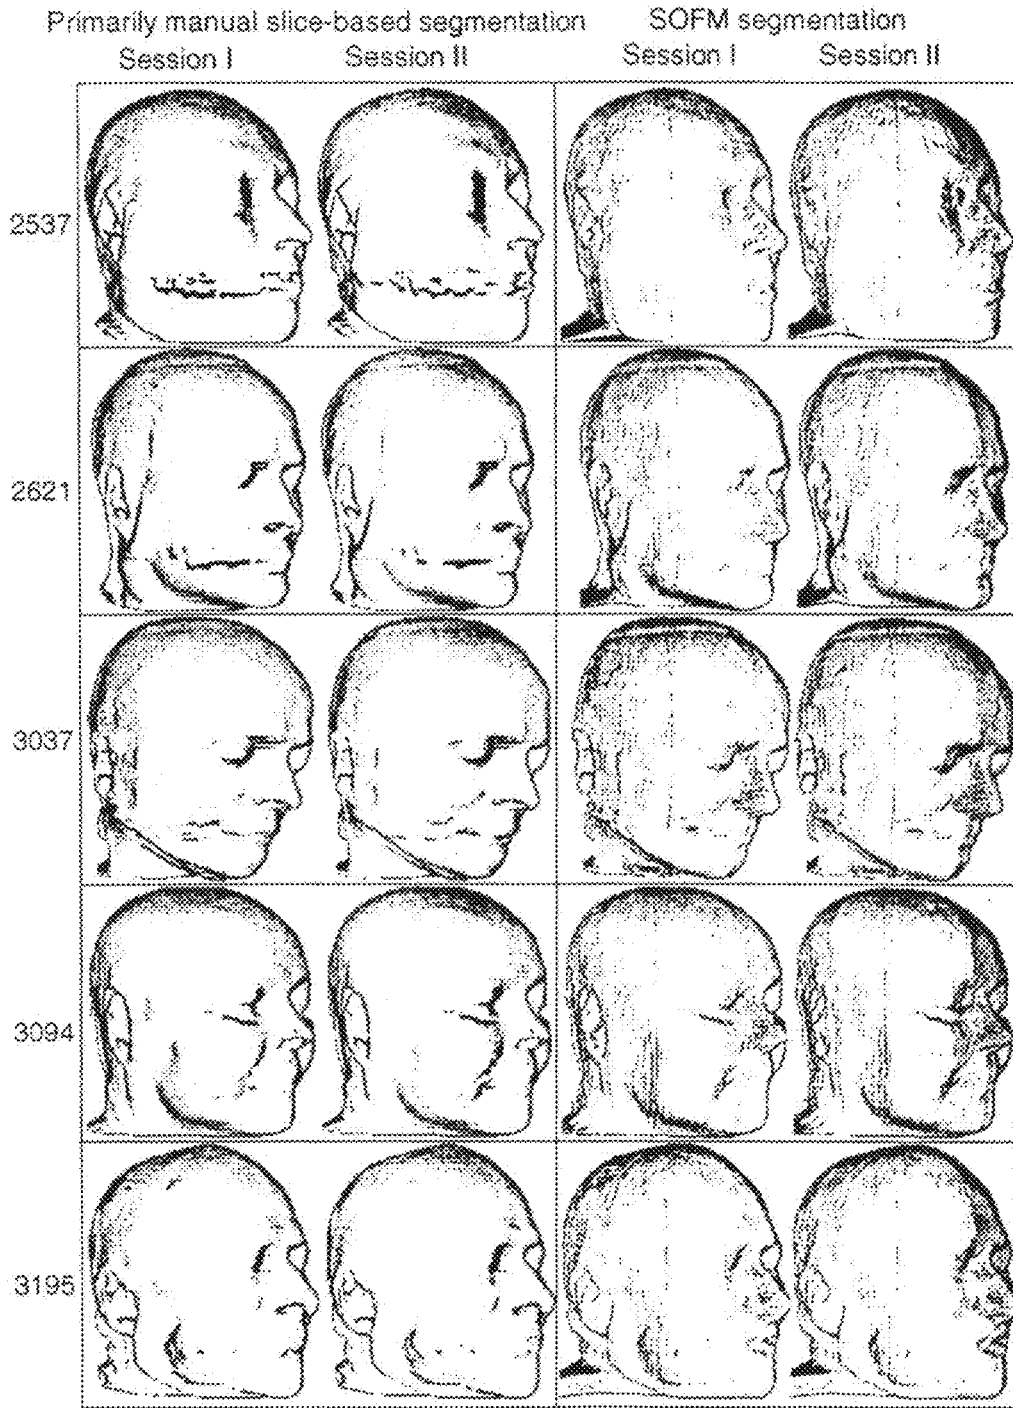 Primarily manual slice-based segmentation SOFM segmentation
Session I Session II Session I Session II
2537
2621
3037
3094
3195